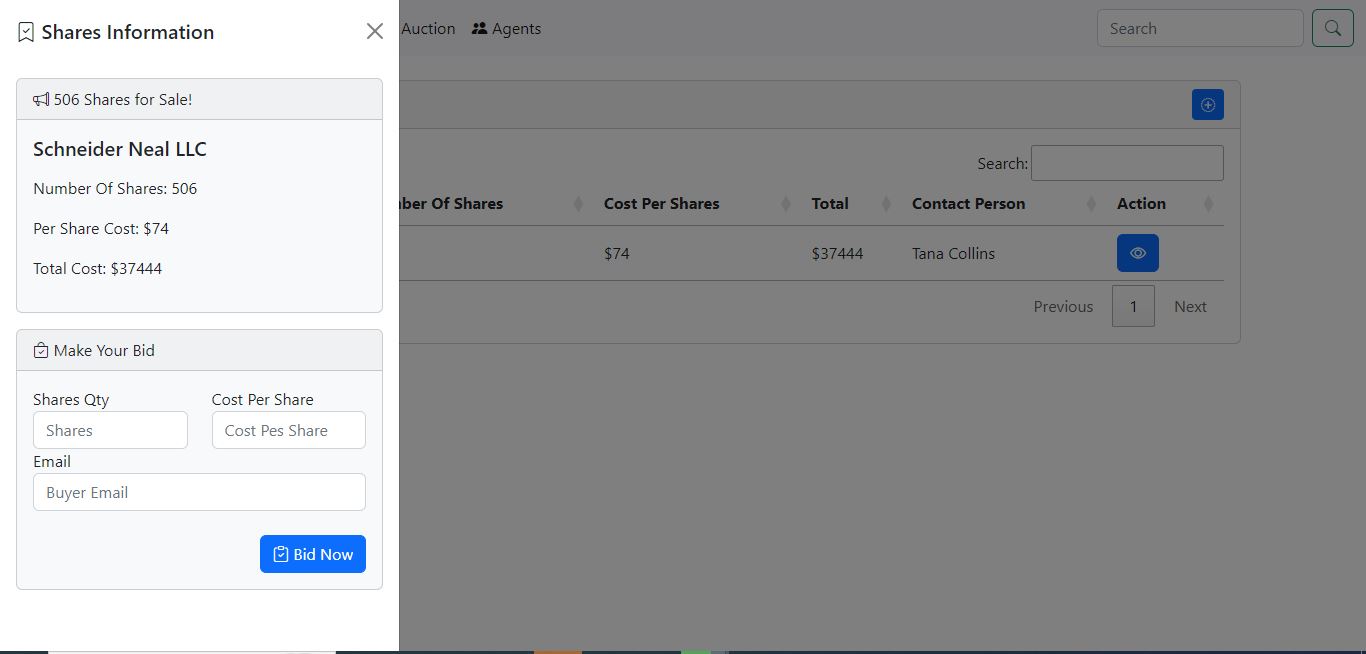 Shares Information
506 Shares for Sale!
Schneider Neal LLC
Number Of Shares: 506
Per Share Cost: $74
Total Cost: $37444
Make Your Bid
Shares Qty Cost Per Share
Shares Cost Pes Share
Email
Buyer Email
Bid Now
Auction Agents Search
Search:
ber Of Shares Cost Per Shares Total Contact Person Action
$74 $37444 Tana Collins
Previous 1 Next